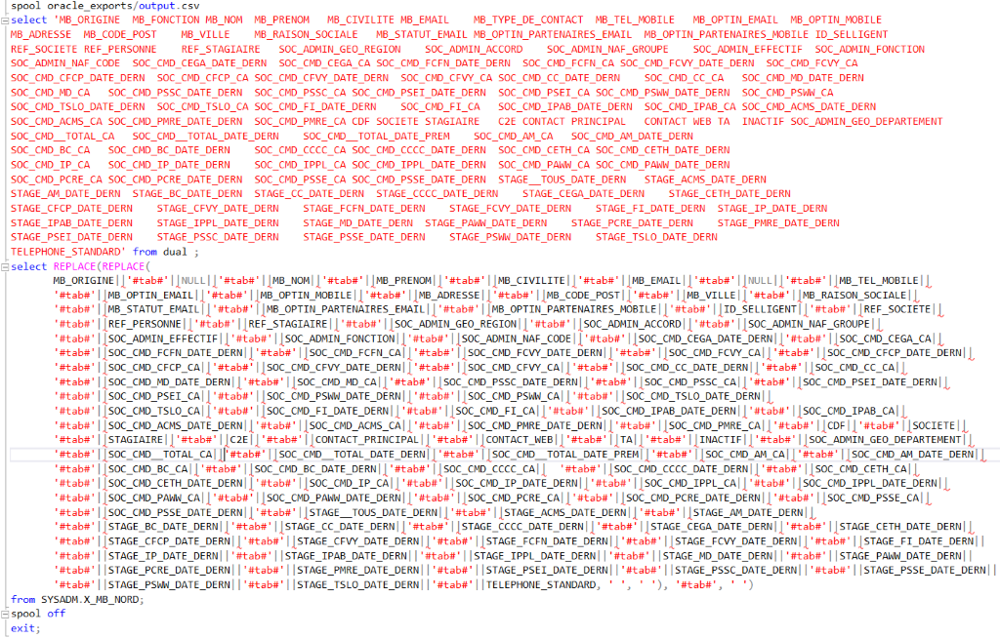 spool oracle_exports/output.csv
select 'MB_ORIGINE MB_FONCTION MB_NOM MB_PRENOM MB_CIVILITE MB_EMAIL MB_TYPE_DE_CONTACT MB_TEL_MOBILE MB_OPTIN_EMAIL MB_OPTIN_MOBILE
MB_ADRESSE MB_CODE_POST MB_VILLE MB_RAISON_SOCIALE MB_STATUT_EMAIL MB_OPTIN_PARTENAIRES_EMAIL MB_OPTIN_PARTENAIRES_MOBILE ID_SELLIGENT
REF_SOCIETE REF_PERSONNE REF_STAGIAIRE SOC_ADMIN_GEO_REGION SOC_ADMIN_ACCORD SOC_ADMIN_NAF_GROUPE SOC_ADMIN_EFFECTIF SOC_ADMIN_FONCTION
SOC_ADMIN_NAF_CODE SOC_CMD_CEGA_DATE_DERN SOC_CMD_CEGA_CA SOC_CMD_FCFN_DATE_DERN SOC_CMD_FCFN_CA SOC_CMD_FCVY_DATE_DERN SOC_CMD_FCVY_CA
SOC_CMD_CFCP_DATE_DERN SOC_CMD_CFCP_CA SOC_CMD_CFVY_DATE_DERN SOC_CMD_CFVY_CA SOC_CMD_CC_DATE_DERN SOC_CMD_CC_CA SOC_CMD_MD_DATE_DERN
SOC_CMD_MD_CA SOC_CMD_PSSC_DATE_DERN SOC_CMD_PSSC_CA SOC_CMD_PSEI_DATE_DERN SOC_CMD_PSEI_CA SOC_CMD_PSWW_DATE_DERN SOC_CMD_PSWW_CA
SOC_CMD_TSLO_DATE_DERN SOC_CMD_TSLO_CA SOC_CMD_FI_DATE_DERN SOC_CMD_FI_CA SOC_CMD_IPAB_DATE_DERN SOC_CMD_IPAB_CA SOC_CMD_ACMS_DATE_DERN
SOC_CMD_ACMS_CA SOC_CMD_PMRE_DATE_DERN SOC_CMD_PMRE_CA CDF SOCIETE STAGIAIRE C2E CONTACT PRINCIPAL CONTACT WEB TA INACTIF SOC_ADMIN_GEO_DEPARTEMENT
SOC_CMD__TOTAL_CA SOC_CMD__TOTAL_DATE_DERN SOC_CMD__TOTAL_DATE_PREM SOC_CMD_AM_CA SOC_CMD_AM_DATE_DERN
SOC_CMD_BC_CA SOC_CMD_BC_DATE_DERN SOC_CMD_CCCC_CA SOC_CMD_CCCC_DATE_DERN SOC_CMD_CETH_CA SOC_CMD_CETH_DATE_DERN
SOC_CMD_IP_CA SOC_CMD_IP_DATE_DERN SOC_CMD_IPPL_CA SOC_CMD_IPPL_DATE_DERN SOC_CMD_PAWW_CA SOC_CMD_PAWW_DATE_DERN
SOC_CMD_PCRE_CA SOC_CMD_PCRE_DATE_DERN SOC_CMD_PSSE_CA SOC_CMD_PSSE_DATE_DERN STAGE__TOUS_DATE_DERN STAGE_ACMS_DATE_DERN
STAGE_AM_DATE_DERN STAGE_BC_DATE_DERN STAGE_CC_DATE_DERN STAGE_CCCC_DATE_DERN STAGE_CEGA_DATE_DERN STAGE_CETH_DATE_DERN
STAGE_CFCP_DATE_DERN STAGE_CFVY_DATE_DERN STAGE_FCFN_DATE_DERN STAGE_FCVY_DATE_DERN STAGE_FI_DATE_DERN STAGE_IP_DATE_DERN
STAGE_IPAB_DATE_DERN STAGE_IPPL_DATE_DERN STAGE_MD_DATE_DERN STAGE_PAWW_DATE_DERN STAGE_PCRE_DATE_DERN STAGE_PMRE_DATE_DERN
STAGE_PSEI_DATE_DERN STAGE_PSSC_DATE_DERN STAGE_PSSE_DATE_DERN STAGE_PSWW_DATE_DERN STAGE_TSLO_DATE_DERN
TELEPHONE_STANDARD' from dual ;
select REPLACE(REPLACE(
MB_ORIGINE||'#tab#'||NULL||'#tab#'||MB_NOM||'#tab#'||MB_PRENOM||'#tab#'||MB_CIVILITE||'#tab#'||MB_EMAIL||'#tab#'||NULL||'#tab#'||MB_TEL_MOBILE||
'#tab#'||MB_OPTIN_EMAIL||'#tab#'||MB_OPTIN_MOBILE||'#tab#'||MB_ADRESSE||'#tab#'||MB_CODE_POST||'#tab#'||MB_VILLE||'#tab#'||MB_RAISON_SOCIALE||
'#tab#'||MB_STATUT_EMAIL||'#tab#'||MB_OPTIN_PARTENAIRES_EMAIL||'#tab#'||MB_OPTIN_PARTENAIRES_MOBILE||'#tab#'||ID_SELLIGENT||'#tab#'||REF_SOCIETE||
'#tab#'||REF_PERSONNE||'#tab#'||REF_STAGIAIRE||'#tab#'||SOC_ADMIN_GEO_REGION||'#tab#'||SOC_ADMIN_ACCORD||'#tab#'||SOC_ADMIN_NAF_GROUPE||
'#tab#'||SOC_ADMIN_EFFECTIF||'#tab#'||SOC_ADMIN_FONCTION||'#tab#'||SOC_ADMIN_NAF_CODE||'#tab#'||SOC_CMD_CEGA_DATE_DERN||'#tab#'||SOC_CMD_CEGA_CA||
'#tab#'||SOC_CMD_FCFN_DATE_DERN||'#tab#'||SOC_CMD_FCFN_CA||'#tab#'||SOC_CMD_FCVY_DATE_DERN||'#tab#'||SOC_CMD_FCVY_CA||'#tab#'||SOC_CMD_CFCP_DATE_DERN||
'#tab#'||SOC_CMD_CFCP_CA||'#tab#'||SOC_CMD_CFVY_DATE_DERN||'#tab#'||SOC_CMD_CFVY_CA||'#tab#'||SOC_CMD_CC_DATE_DERN||'#tab#'||SOC_CMD_CC_CA||
'#tab#'||SOC_CMD_MD_DATE_DERN||'#tab#'||SOC_CMD_MD_CA||'#tab#'||SOC_CMD_PSSC_DATE_DERN||'#tab#'||SOC_CMD_PSSC_CA||'#tab#'||SOC_CMD_PSEI_DATE_DERN||
'#tab#'||SOC_CMD_PSEI_CA||'#tab#'||SOC_CMD_PSWW_DATE_DERN||'#tab#'||SOC_CMD_PSWW_CA||'#tab#'||SOC_CMD_TSLO_DATE_DERN||
'#tab#'||SOC_CMD_TSLO_CA||'#tab#'||SOC_CMD_FI_DATE_DERN||'#tab#'||SOC_CMD_FI_CA||'#tab#'||SOC_CMD_IPAB_DATE_DERN||'#tab#'||SOC_CMD_IPAB_CA||
'#tab#'||SOC_CMD_ACMS_DATE_DERN||'#tab#'||SOC_CMD_ACMS_CA||'#tab#'||SOC_CMD_PMRE_DATE_DERN||'#tab#'||SOC_CMD_PMRE_CA||'#tab#'||CDF||'#tab#'||SOCIETE||
'#tab#'||STAGIAIRE||'#tab#'||C2E||'#tab#'||CONTACT_PRINCIPAL||'#tab#'||CONTACT_WEB||'#tab#'||TA||'#tab#'||INACTIF||'#tab#'||SOC_ADMIN_GEO_DEPARTEMENT||
'#tab#'||SOC_CMD__TOTAL_CA||'#tab#'||SOC_CMD__TOTAL_DATE_DERN||'#tab#'||SOC_CMD__TOTAL_DATE_PREM||'#tab#'||SOC_CMD_AM_CA||'#tab#'||SOC_CMD_AM_DATE_DERN||
'#tab#'||SOC_CMD_BC_CA||'#tab#'||SOC_CMD_BC_DATE_DERN||'#tab#'||SOC_CMD_CCCC_CA|| '#tab#'||SOC_CMD_CCCC_DATE_DERN||'#tab#'||SOC_CMD_CETH_CA||
'#tab#'||SOC_CMD_CETH_DATE_DERN||'#tab#'||SOC_CMD_IP_CA||'#tab#'||SOC_CMD_IP_DATE_DERN||'#tab#'||SOC_CMD_IPPL_CA||'#tab#'||SOC_CMD_IPPL_DATE_DERN||
'#tab#'||SOC_CMD_PAWW_CA||'#tab#'||SOC_CMD_PAWW_DATE_DERN||'#tab#'||SOC_CMD_PCRE_CA||'#tab#'||SOC_CMD_PCRE_DATE_DERN||'#tab#'||SOC_CMD_PSSE_CA||
'#tab#'||SOC_CMD_PSSE_DATE_DERN||'#tab#'||STAGE__TOUS_DATE_DERN||'#tab#'||STAGE_ACMS_DATE_DERN||'#tab#'||STAGE_AM_DATE_DERN||
'#tab#'||STAGE_BC_DATE_DERN||'#tab#'||STAGE_CC_DATE_DERN||'#tab#'||STAGE_CCCC_DATE_DERN||'#tab#'||STAGE_CEGA_DATE_DERN||'#tab#'||STAGE_CETH_DATE_DERN||
'#tab#'||STAGE_CFCP_DATE_DERN||'#tab#'||STAGE_CFVY_DATE_DERN||'#tab#'||STAGE_FCFN_DATE_DERN||'#tab#'||STAGE_FCVY_DATE_DERN||'#tab#'||STAGE_FI_DATE_DERN||
'#tab#'||STAGE_IP_DATE_DERN||'#tab#'||STAGE_IPAB_DATE_DERN||'#tab#'||STAGE_IPPL_DATE_DERN||'#tab#'||STAGE_MD_DATE_DERN||'#tab#'||STAGE_PAWW_DATE_DERN||
'#tab#'||STAGE_PCRE_DATE_DERN||'#tab#'||STAGE_PMRE_DATE_DERN||'#tab#'||STAGE_PSEI_DATE_DERN||'#tab#'||STAGE_PSSC_DATE_DERN||'#tab#'||STAGE_PSSE_DATE_DERN||
'#tab#'||STAGE_PSWW_DATE_DERN||'#tab#'||STAGE_TSLO_DATE_DERN||'#tab#'||TELEPHONE_STANDARD, ' ', ' '), '#tab#', ' ')
from SYSADM.X_MB_NORD;
spool off
exit;